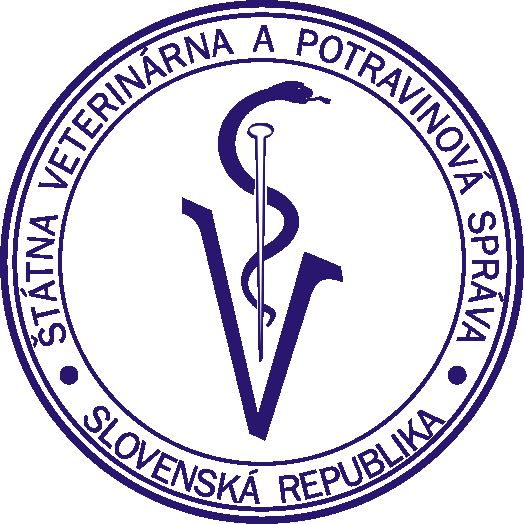 ŠTÁTNA VETERINÁRNA A POTRAVINOVÁ SPRÁVA
SLOVENSKÁ REPUBLIKA
V